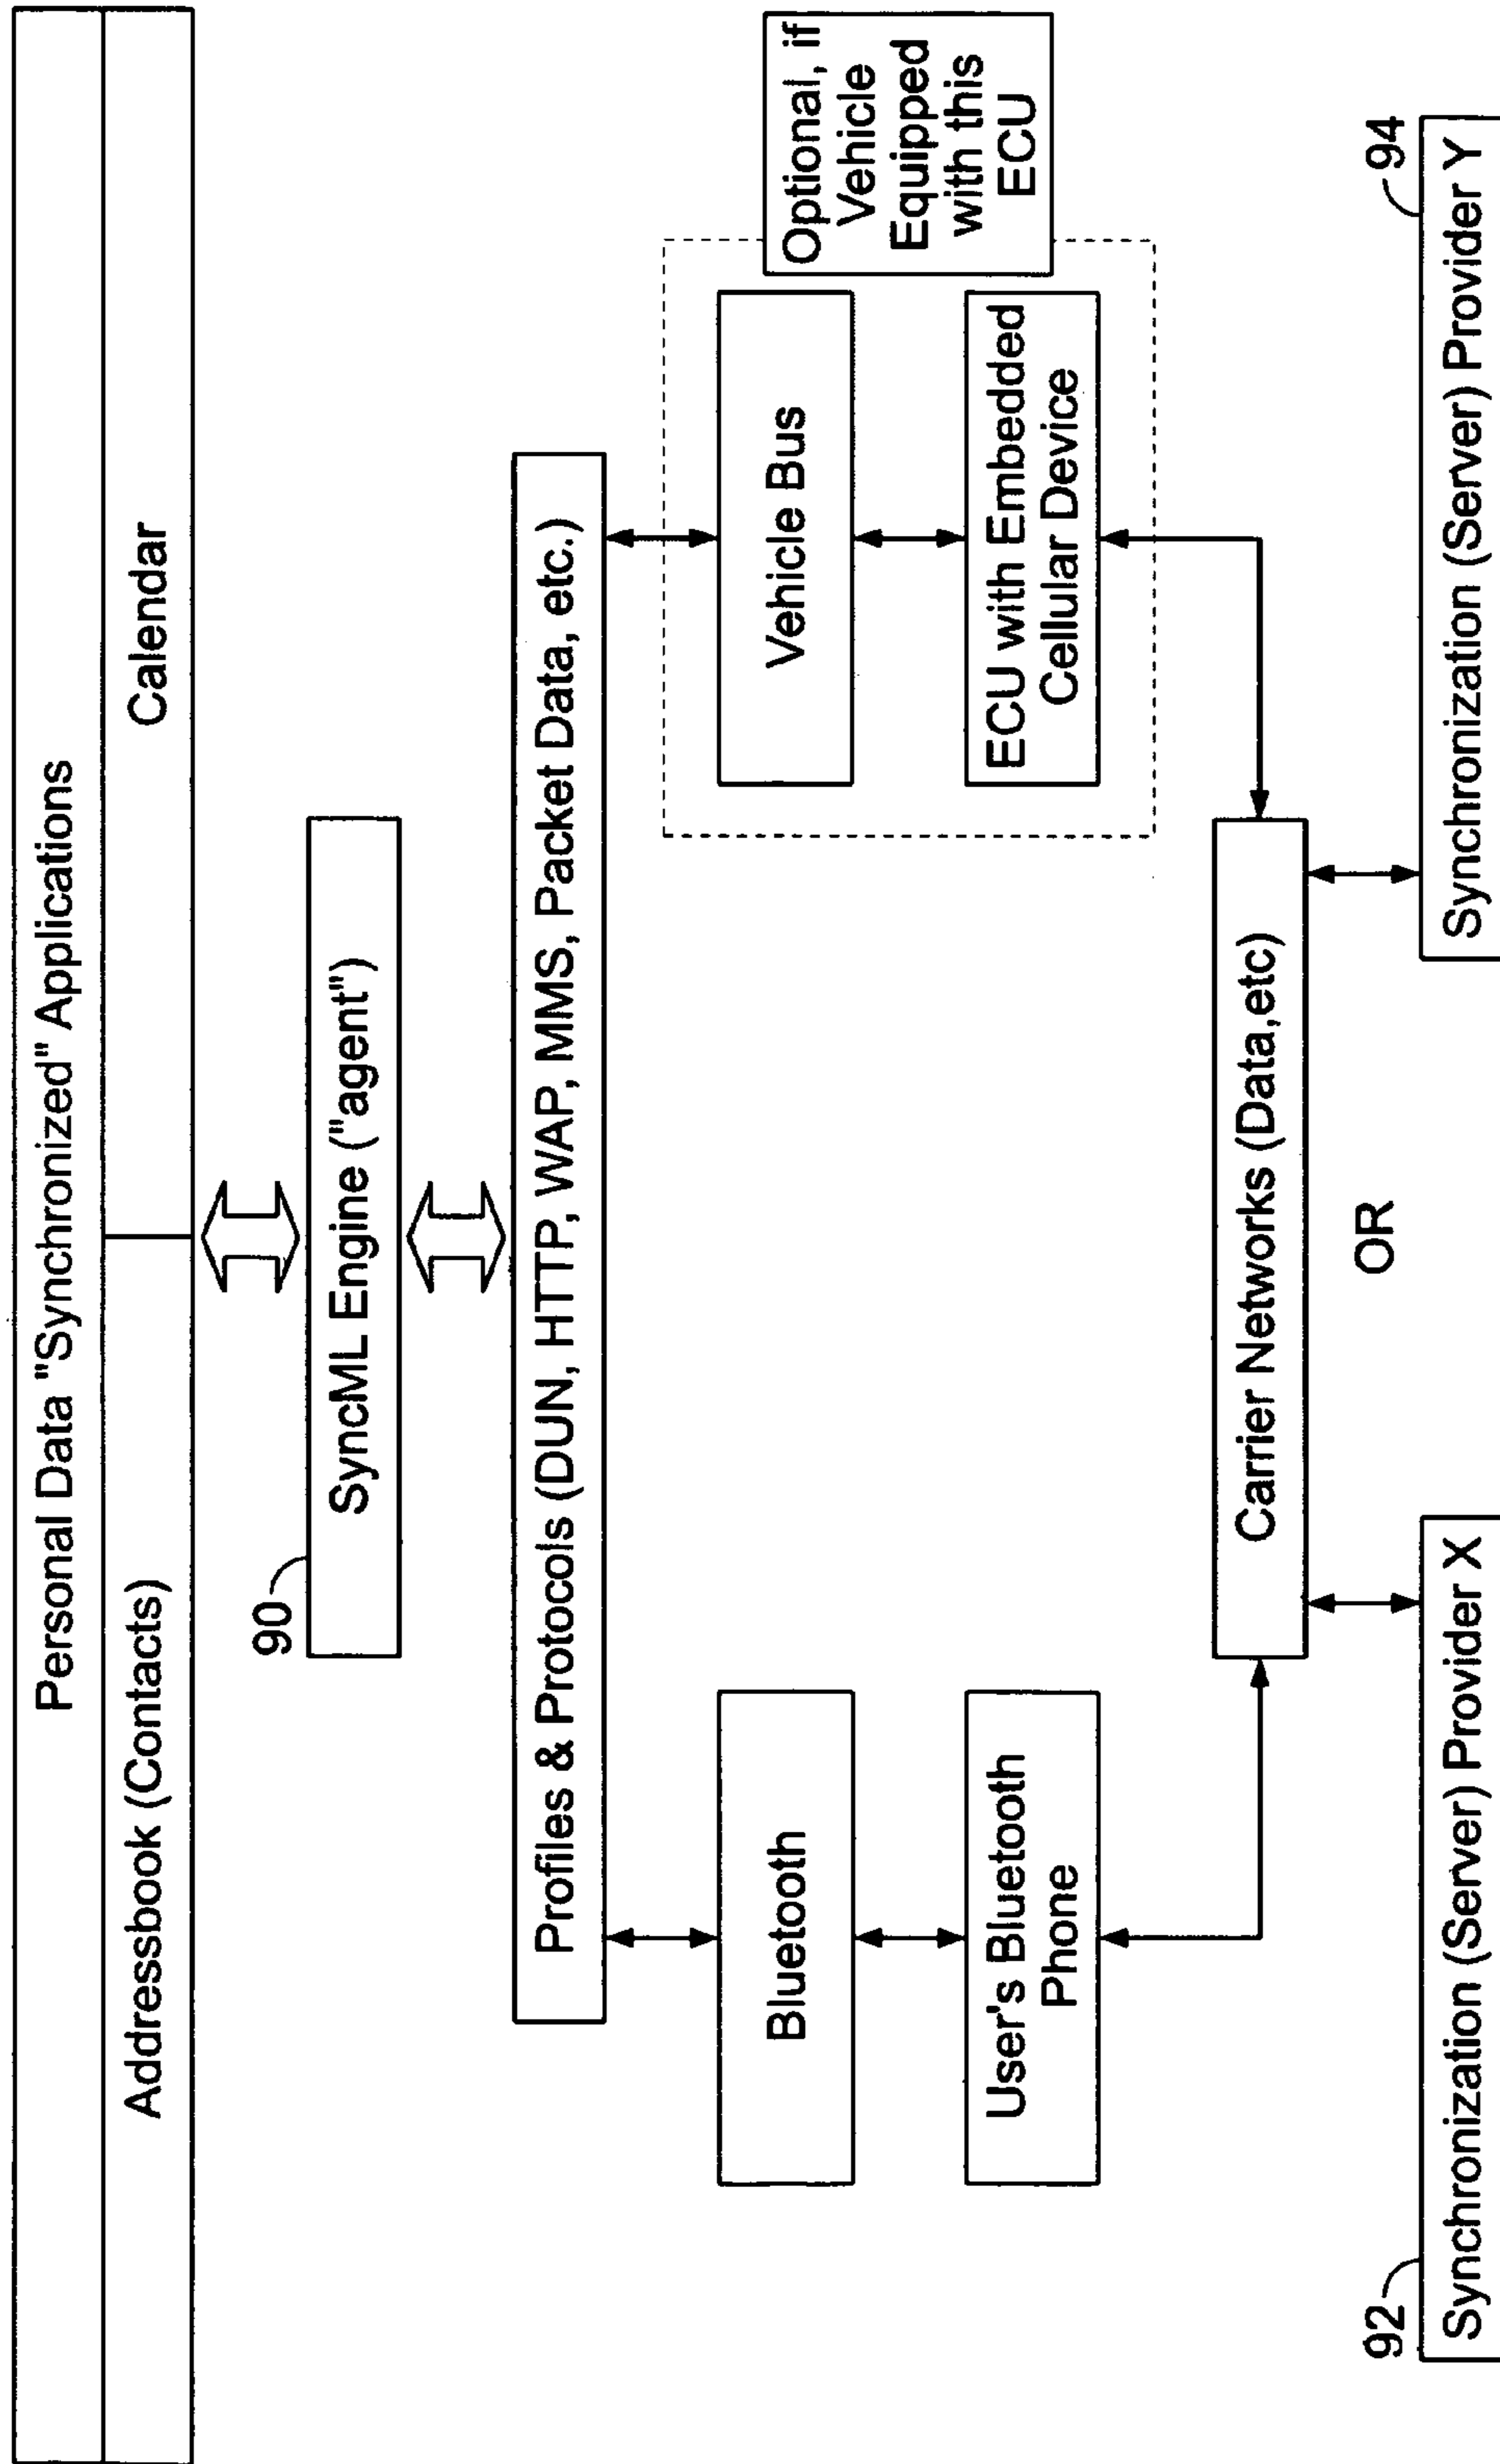 Personal Data "Synchronized" Applications
Addressbook (Contacts)
Calendar
90
SyncML Engine ("agent")
Profiles & Protocols (DUN, HTTP, WAP, MMS, Packet Data, etc.)
Bluetooth
Vehicle Bus
Optional, if
Vehicle
Equipped
with this
ECU
User's Bluetooth
Phone
ECU with Embedded
Cellular Device
Carrier Networks (Data,etc)
OR
92
Synchronization (Server) Provider X
94
Synchronization (Server) Provider Y